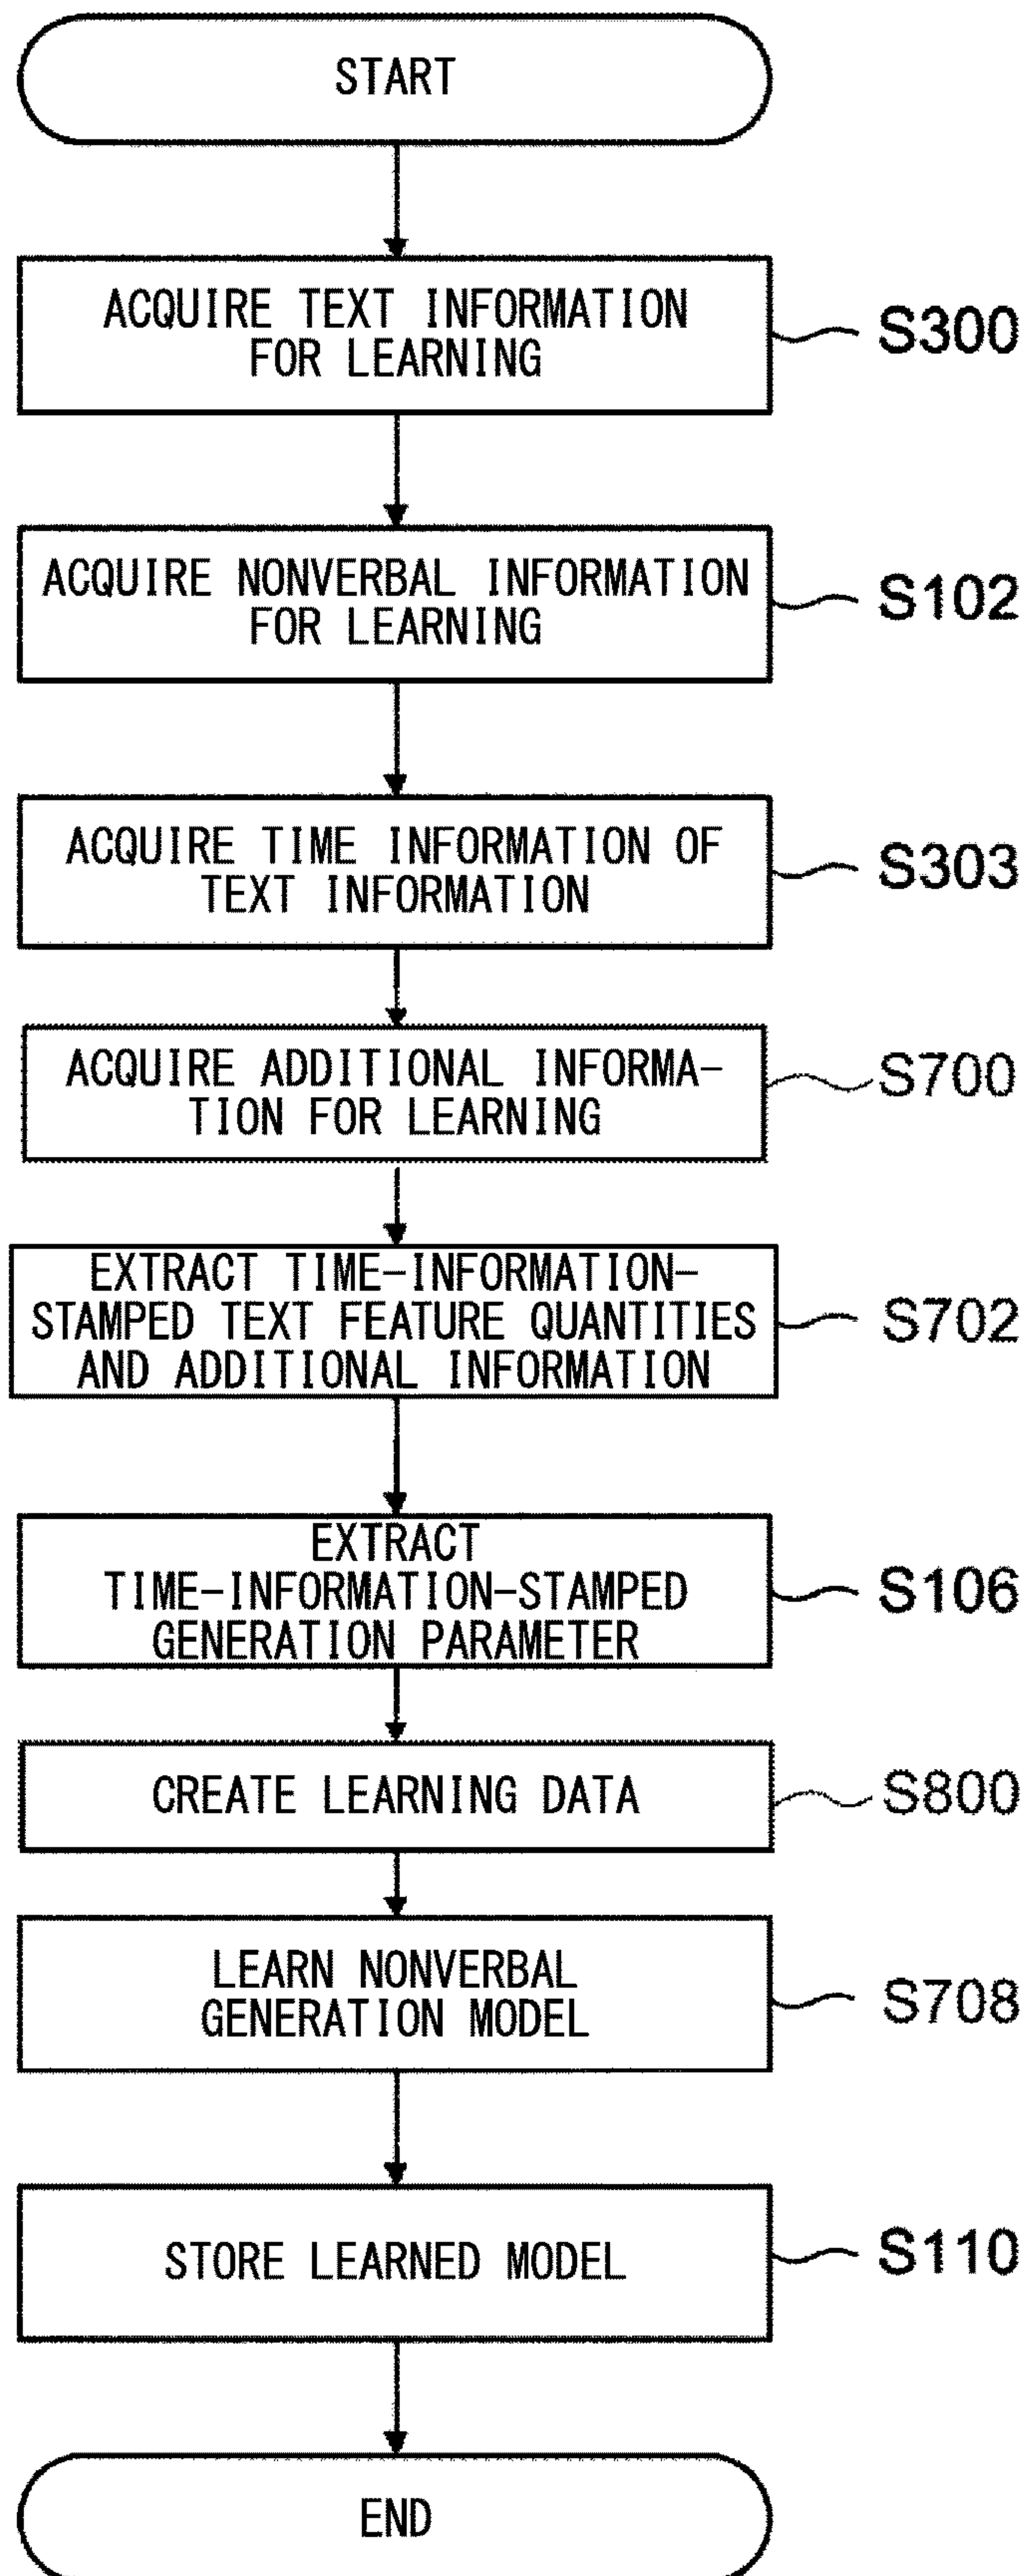 START
ACQUIRE TEXT INFORMATION
FOR LEARNING
S300
ACQUIRE NONVERBAL INFORMATION
FOR LEARNING
S102
ACQUIRE TIME INFORMATION OF
TEXT INFORMATION
S303
ACQUIRE ADDITIONAL INFORMA-
TION FOR LEARNING
S700
EXTRACT TIME-INFORMATION-
STAMPED TEXT FEATURE QUANTITIES
AND ADDITIONAL INFORMATION
S702
EXTRACT
TIME-INFORMATION-STAMPED
GENERATION PARAMETER
S106
CREATE LEARNING DATA
S800
LEARN NONVERBAL
GENERATION MODEL
S708
STORE LEARNED MODEL
S110
END